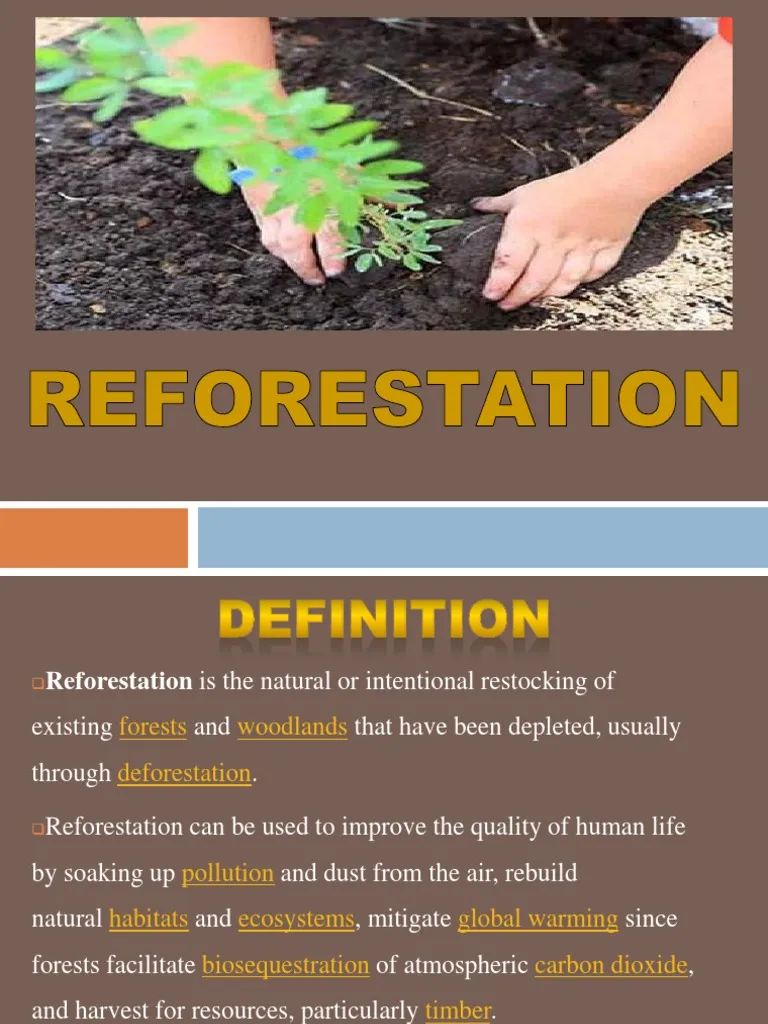 REFORESTATION
DEFINITION
❑Reforestation is the natural or intentional restocking of
existing forests and woodlands that have been depleted, usually
through deforestation.
❑Reforestation can be used to improve the quality of human life
by soaking up pollution and dust from the air, rebuild
natural habitats and ecosystems, mitigate global warming since
forests facilitate biosequestration of atmospheric carbon dioxide,
and harvest for resources, particularly timber.